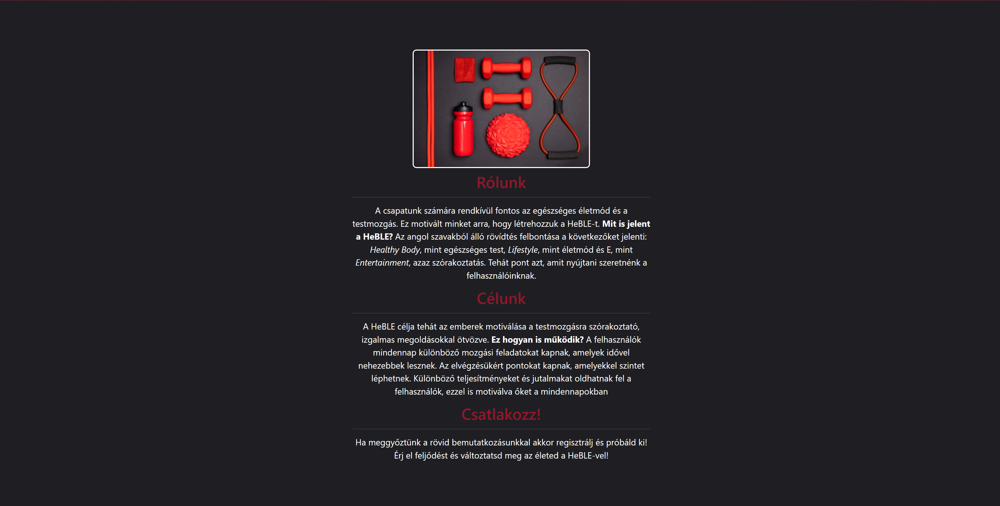 Rólunk
A csapatunk számára rendkívül fontos az egészséges életmód és a
testmozgás. Ez motivált minket arra, hogy létrehozzuk a HeBLE-t. Mit is jelent
a HeBLE? Az angol szavakból álló rövídtés felbontása a következőket jelenti:
Healthy Body, mint egészséges test, Lifestyle, mint életmód és E, mint
Entertainment, azaz szórakoztatás. Tehát pont azt, amit nyújtani szeretnénk a
felhasználóinknak.
Célunk
A HeBLE célja tehát az emberek motiválása a testmozgásra szórakoztató,
izgalmas megoldásokkal ötvözve. Ez hogyan is működik? A felhasználók
mindennap különböző mozgási feladatokat kapnak, amelyek idővel
nehezebbek lesznek. Az elvégzésükért pontokat kapnak, amelyekkel szintet
léphetnek. Különböző teljesítményeket és jutalmakat oldhatnak fel a
felhasználók, ezzel is motiválva őket a mindennapokban
Csatlakozz!
Ha meggyőztünk a rövid bemutatkozásunkkal akkor regisztrálj és próbáld ki!
Érj el feljődést és változtatsd meg az életed a HeBLE-vel!